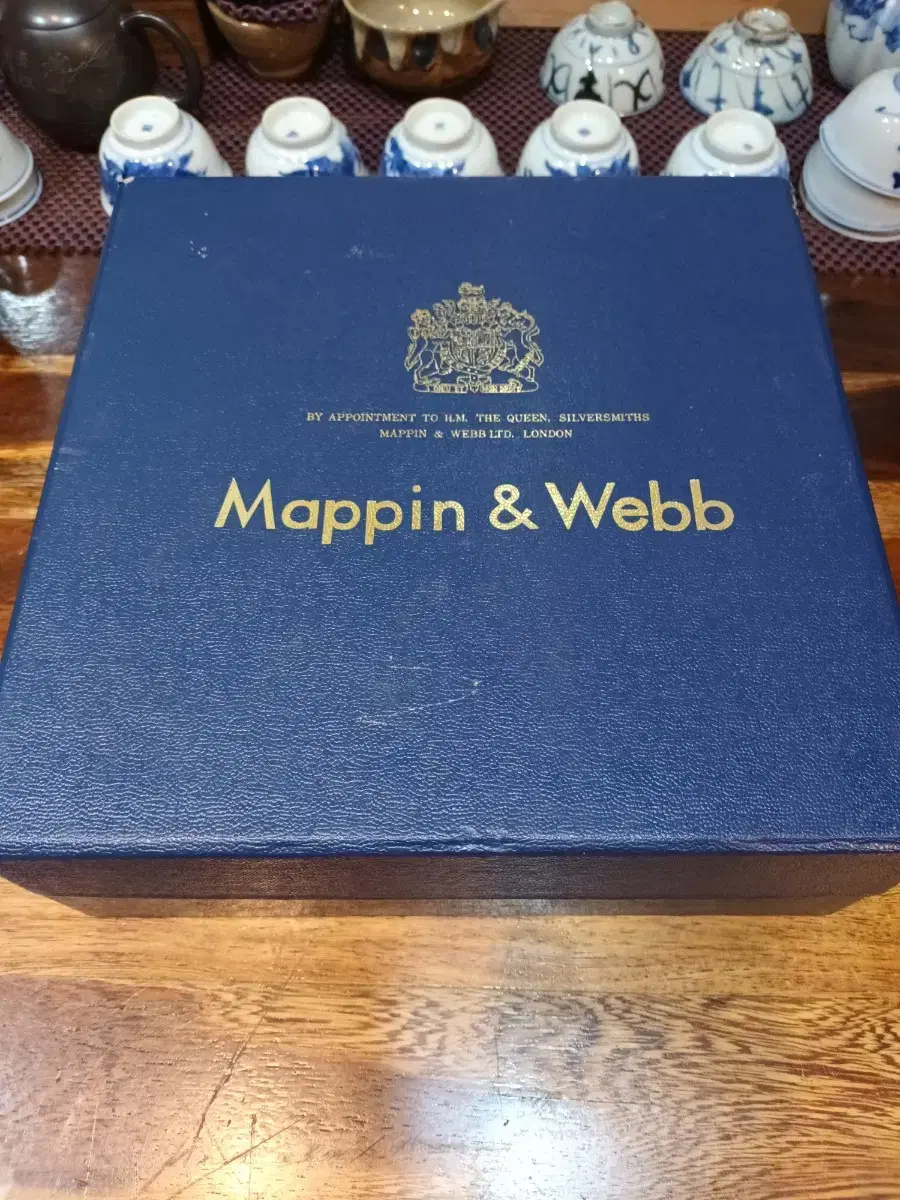 BY APPOINTMENT TO H.M. THE QUEEN, SILVERSMITHS
MAPPIN & WEBB LTD. LONDON
Mappin & Webb